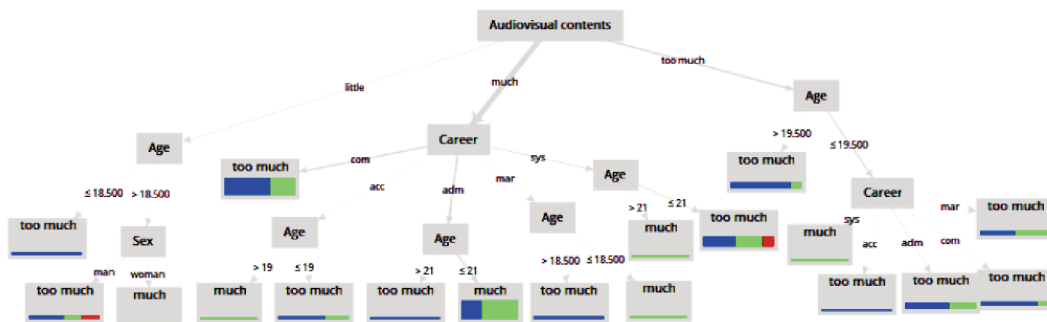 Audiovisual contents
little
much
too much
Age
Career
Age
> 19.500
≤ 19.500
too much
com
acc
adm
mar
sys
Age
too much
Career
≤ 18.500
> 18.500
too much
Sex
Age
Age
Age
> 21
≤ 21
much
too much
sys
acc
adm
com
mar
much
too much
man
woman
> 19
≤ 19
> 21
≤ 21
> 18.500
≤ 18.500
too much
much
much
too much
too much
much
too much
much
too much
too much
too much